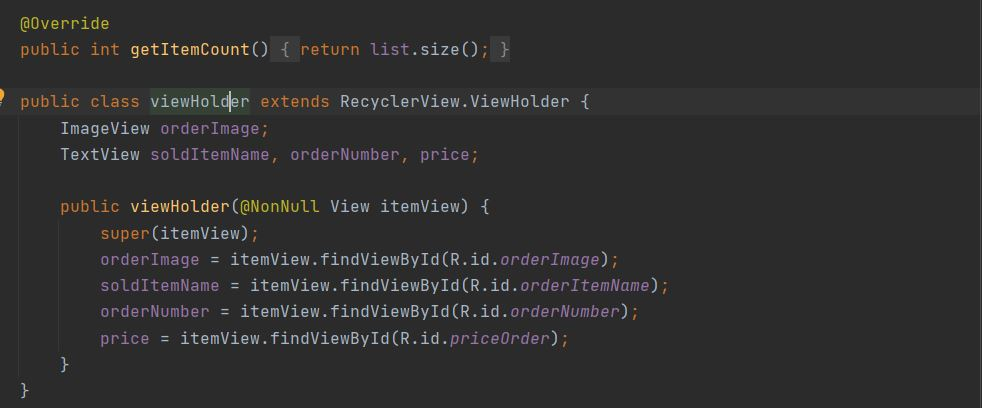 @Override
public int getItemCount() { return list.size(); }
public class viewHolder extends RecyclerView.ViewHolder {
ImageView orderImage;
TextView soldItemName, orderNumber, price;
public viewHolder(@NonNull View itemView) {
super(itemView);
orderImage = itemView.findViewById(R.id.orderImage);
soldItemName = itemView.findViewById(R.id.orderItemName);
orderNumber = itemView.findViewById(R.id.orderNumber);
price = itemView.findViewById(R.id.priceOrder);
}
}